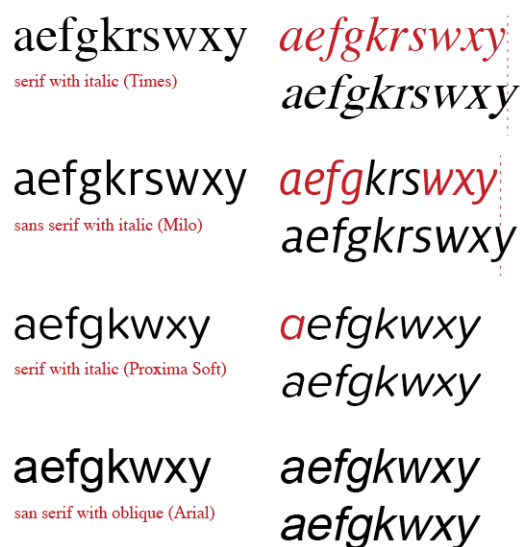 aefgkrswxy
aefgkrswxy
serif with italic (Times)
aefgkrswxy
aefgkrswxy
aefgkrswxy
sans serif with italic (Milo)
aefgkrswxy
aefgkwxy
aefgkwxy
serif with italic (Proxima Soft)
aefgkwxy
aefgkwxy
aefgkwxy
san serif with oblique (Arial)
aefgkwxy